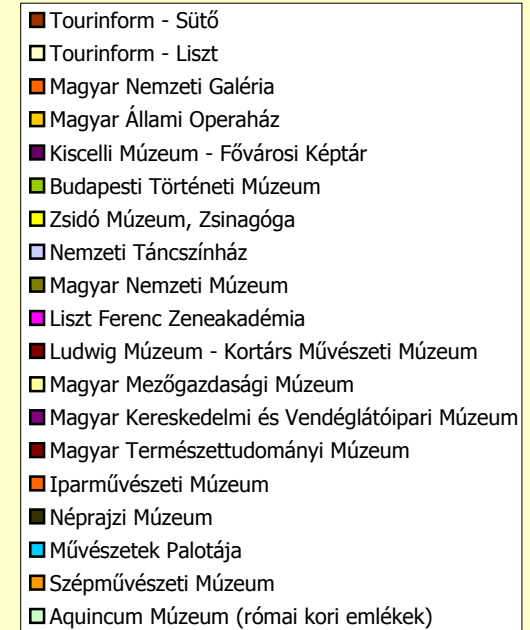 Tourinform - Sütő
Tourinform - Liszt
Magyar Nemzeti Galéria
Magyar Állami Operaház
Kiscelli Múzeum - Fővárosi Képtár
Budapesti Történeti Múzeum
Zsidó Múzeum, Zsinagóga
Nemzeti Táncszínház
Magyar Nemzeti Múzeum
Liszt Ferenc Zeneakadémia
Ludwig Múzeum - Kortárs Művészeti Múzeum
Magyar Mezőgazdasági Múzeum
Magyar Kereskedelmi és Vendéglátóipari Múzeum
Magyar Természettudományi Múzeum
Iparművészeti Múzeum
Néprajzi Múzeum
Művészetek Palotája
Szépművészeti Múzeum
Aquincum Múzeum (római kori emlékek)